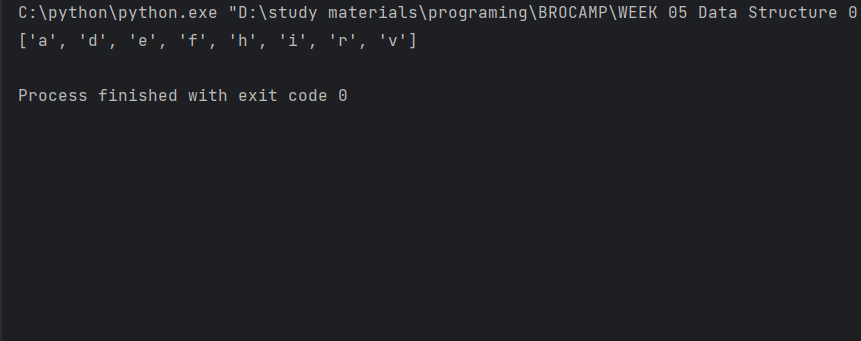 C:\python\python.exe "D:\study materials\programing\BROCAMP\WEEK 05 Data Structure 0
['a', 'd', 'e', 'f', 'h', 'i', 'r', 'v']
Process finished with exit code 0